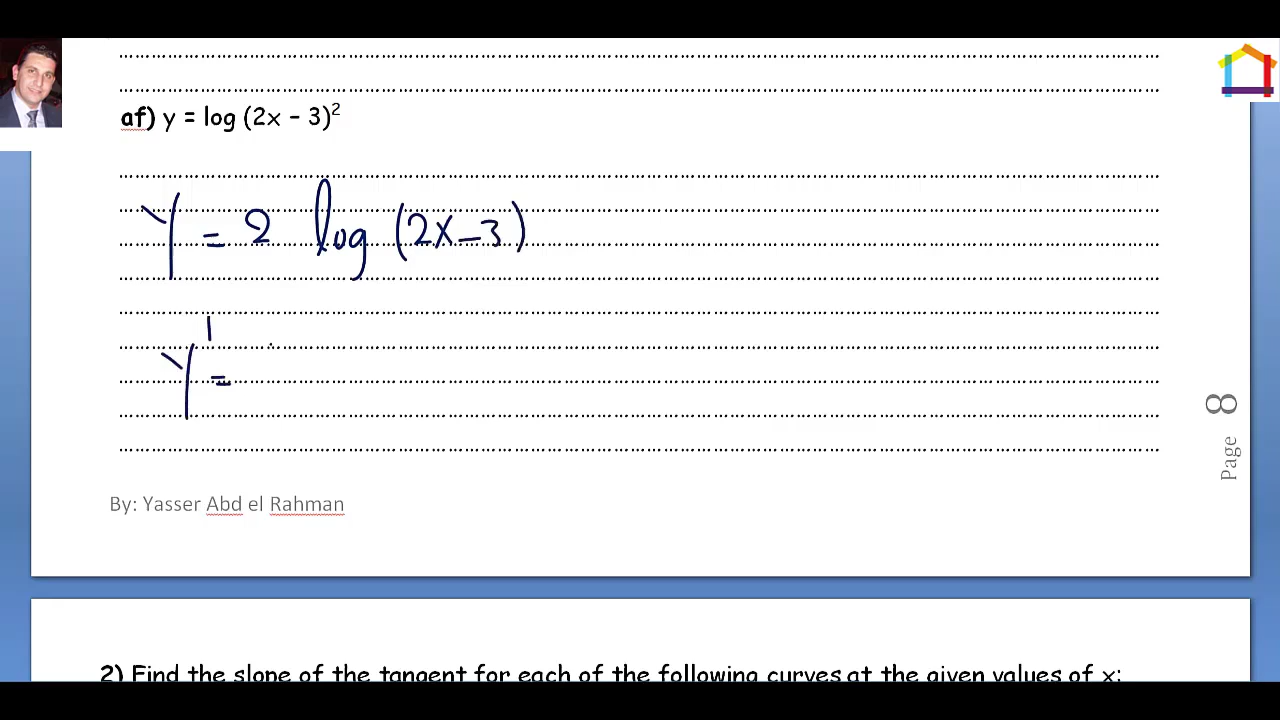 af) y = log (2x – 3)²
Y = 2 log (2x – 3)
Y' =
Page 8
By: Yasser Abd el Rahman
2) Find the slope of the tangent for each of the following curves at the given values of x: